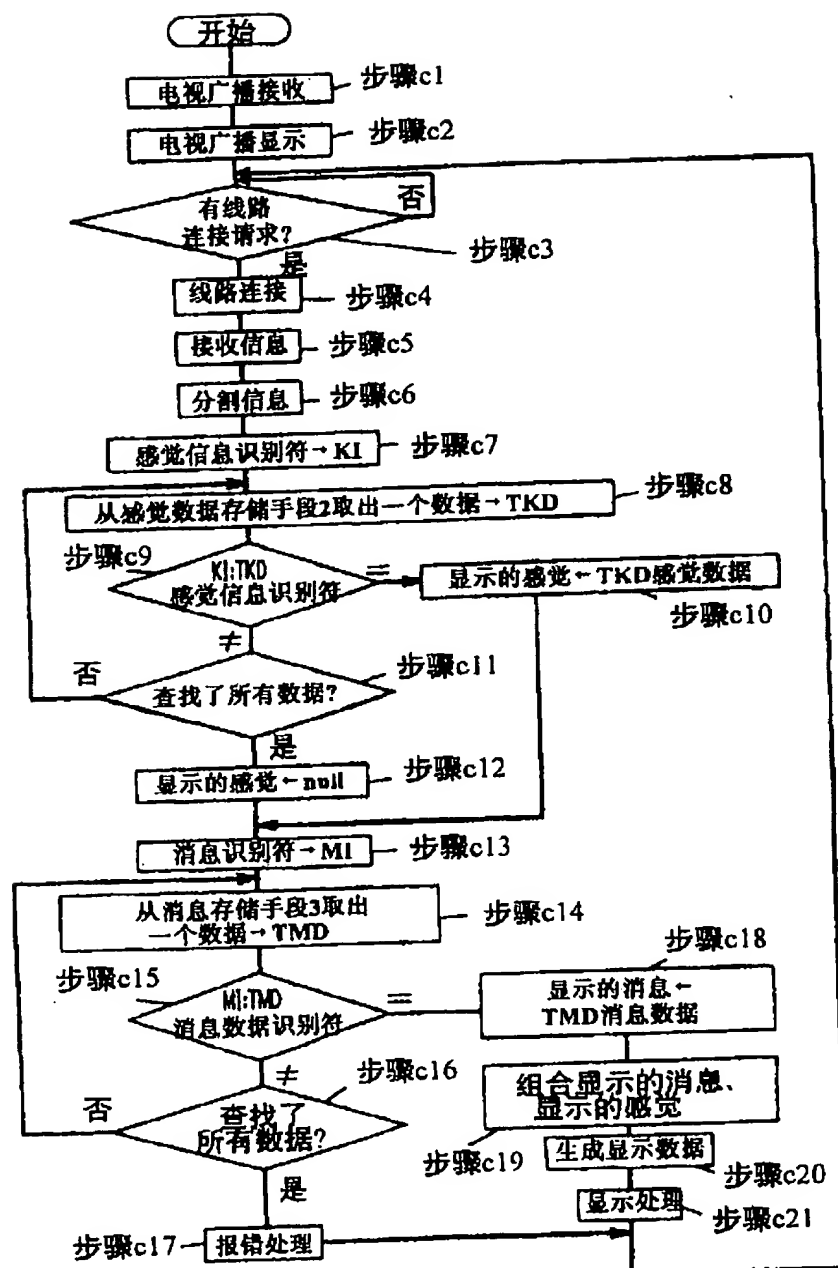 开始
电视广播接收
步骤c1
电视广播显示
步骤c2
否
有线路
连接请求?
步骤c3
是
线路连接
步骤c4
接收信息
步骤c5
分割信息
步骤c6
感觉信息识别符→KI
步骤c7
从感觉数据存储手段2取出一个数据→TKD
步骤c8
步骤c9
KI:TKD
感觉信息识别符
=
显示的感觉←TKD感觉数据
步骤c10
≠
否
查找了所有数据?
步骤c11
是
显示的感觉←null
步骤c12
消息识别符→MI
步骤c13
从消息存储手段3取出
一个数据→TMD
步骤c14
步骤c15
MI:TMD
消息数据识别符
=
步骤c18
显示的消息←
TMD消息数据
≠
步骤c16
否
查找了
所有数据?
组合显示的消息、
显示的感觉
步骤c19
生成显示数据
步骤c20
是
显示处理
步骤c21
步骤c17
报错处理